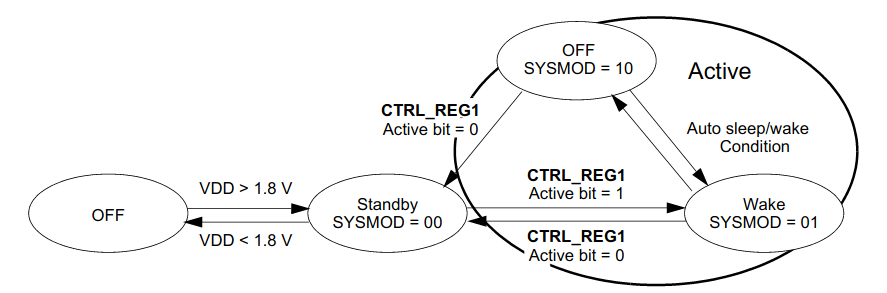 OFF
SYSMOD = 10
Active
CTRL_REG1
Active bit = 0
Auto sleep/wake
Condition
CTRL_REG1
Active bit = 1
VDD > 1.8 V
OFF
Standby
SYSMOD = 00
Wake
SYSMOD = 01
VDD < 1.8 V
CTRL_REG1
Active bit = 0